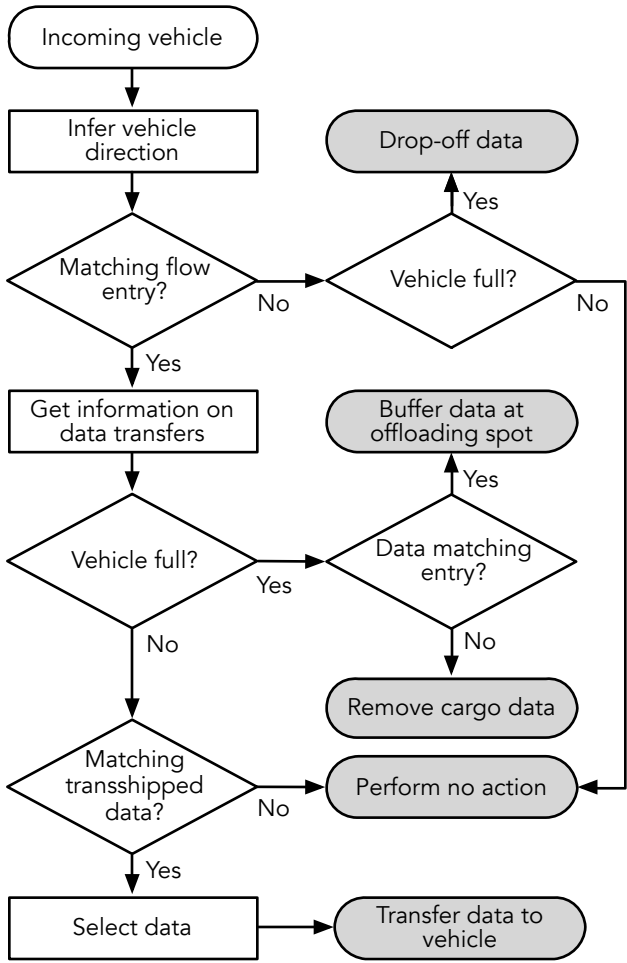 Incoming vehicle
Infer vehicle
direction
Drop-off data
Yes
Matching flow
entry?
No
Vehicle full?
No
Yes
Get information on
data transfers
Buffer data at
offloading spot
Yes
Vehicle full?
Yes
Data matching
entry?
No
No
Remove cargo data
Matching
transshipped
data?
No
Perform no action
Yes
Select data
Transfer data to
vehicle